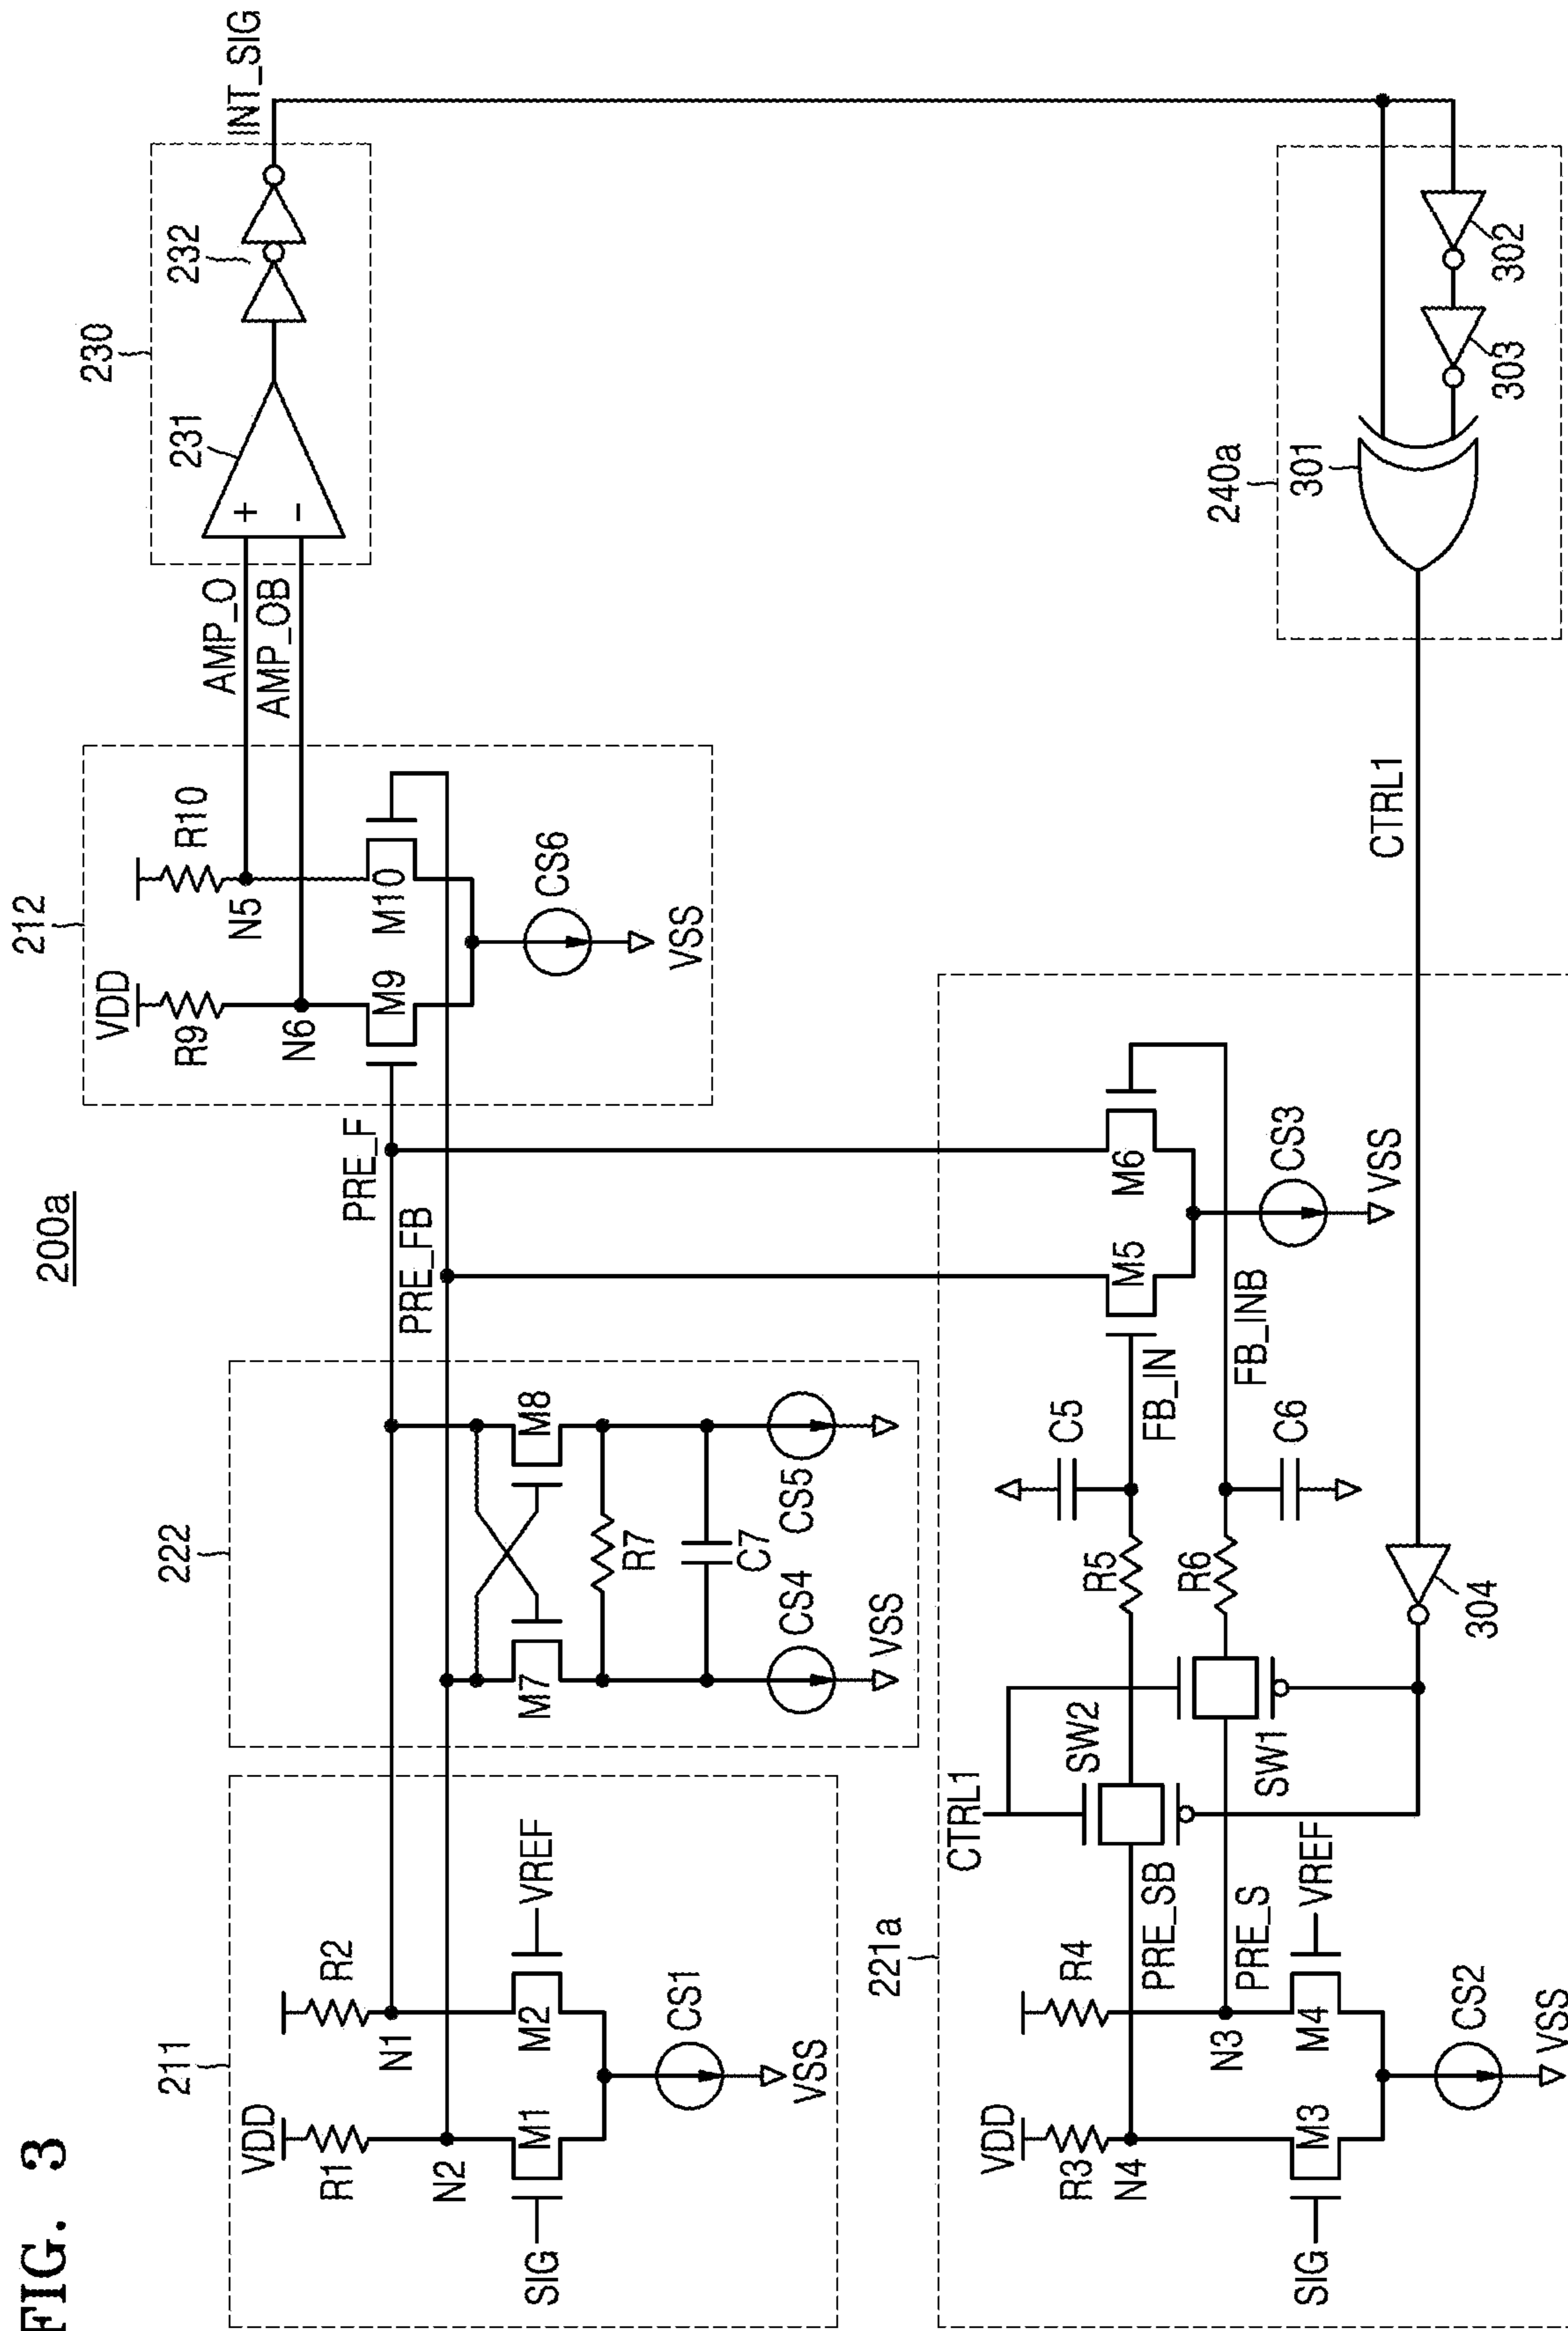 FIG. 3
200a
211
VDD
R1
R2
N2
N1
M1
M2
SIG
VREF
CS1
VSS
222
M7
M8
R7
C7
CS4
CS5
VSS
PRE_F
PRE_FB
212
VDD
R9
R10
N6
N5
M9
M10
CS6
VSS
AMP_O
AMP_OB
230
231
+
-
232
INT_SIG
221a
VDD
R3
R4
N4
N3
M3
M4
SIG
VREF
CS2
VSS
PRE_SB
PRE_S
CTRL1
SW2
SW1
R5
R6
C5
C6
FB_IN
FB_INB
M5
M6
CS3
VSS
304
CTRL1
240a
301
303
302